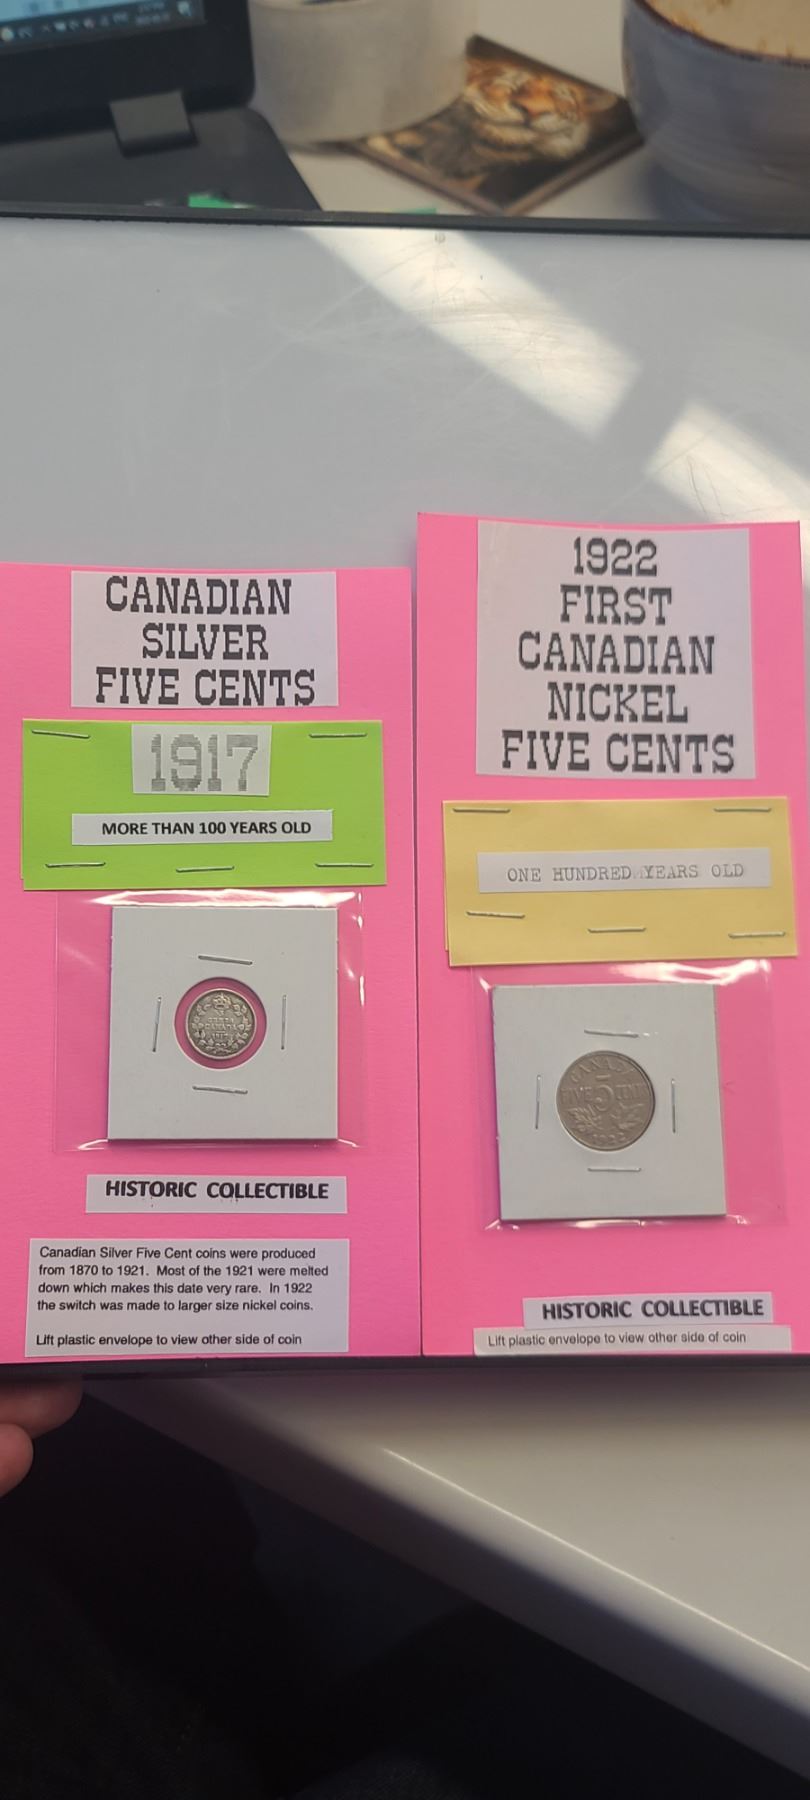 CANADIAN
SILVER
FIVE CENTS
1917
MORE THAN 100 YEARS OLD
CENTS
CANADA
HISTORIC COLLECTIBLE
Canadian Silver Five Cent coins were produced
from 1870 to 1921. Most of the 1921 were melted
down which makes this date very rare. In 1922
the switch was made to larger size nickel coins.
Lift plastic envelope to view other side of coin
1922
FIRST
CANADIAN
NICKEL
FIVE CENTS
ONE HUNDRED YEARS OLD
CANADA
FIVE 5 CENTS
1922
HISTORIC COLLECTIBLE
Lift plastic envelope to view other side of coin